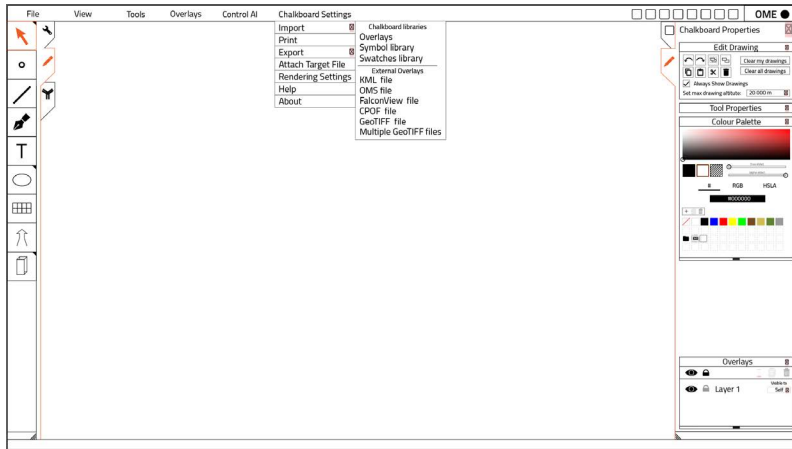 File View Tools Overlays Control AI Chalkboard Settings OME
Import
Print
Export
Attach Target File
Rendering Settings
Help
About
Chalkboard libraries
Overlays
Symbol library
Swatches library
External Overlays
KML file
OMS file
FalconView file
CPOF file
GeoTIFF file
Multiple GeoTIFF files
T
Chalkboard Properties
Edit Drawing
Clear my drawings
Clear all drawings
Always Show Drawings
Set max drawing altitute: 20 000 m
Tool Properties
Colour Palette
# RGB HSLA
#000000
Overlays
Visible to
Layer 1 Self